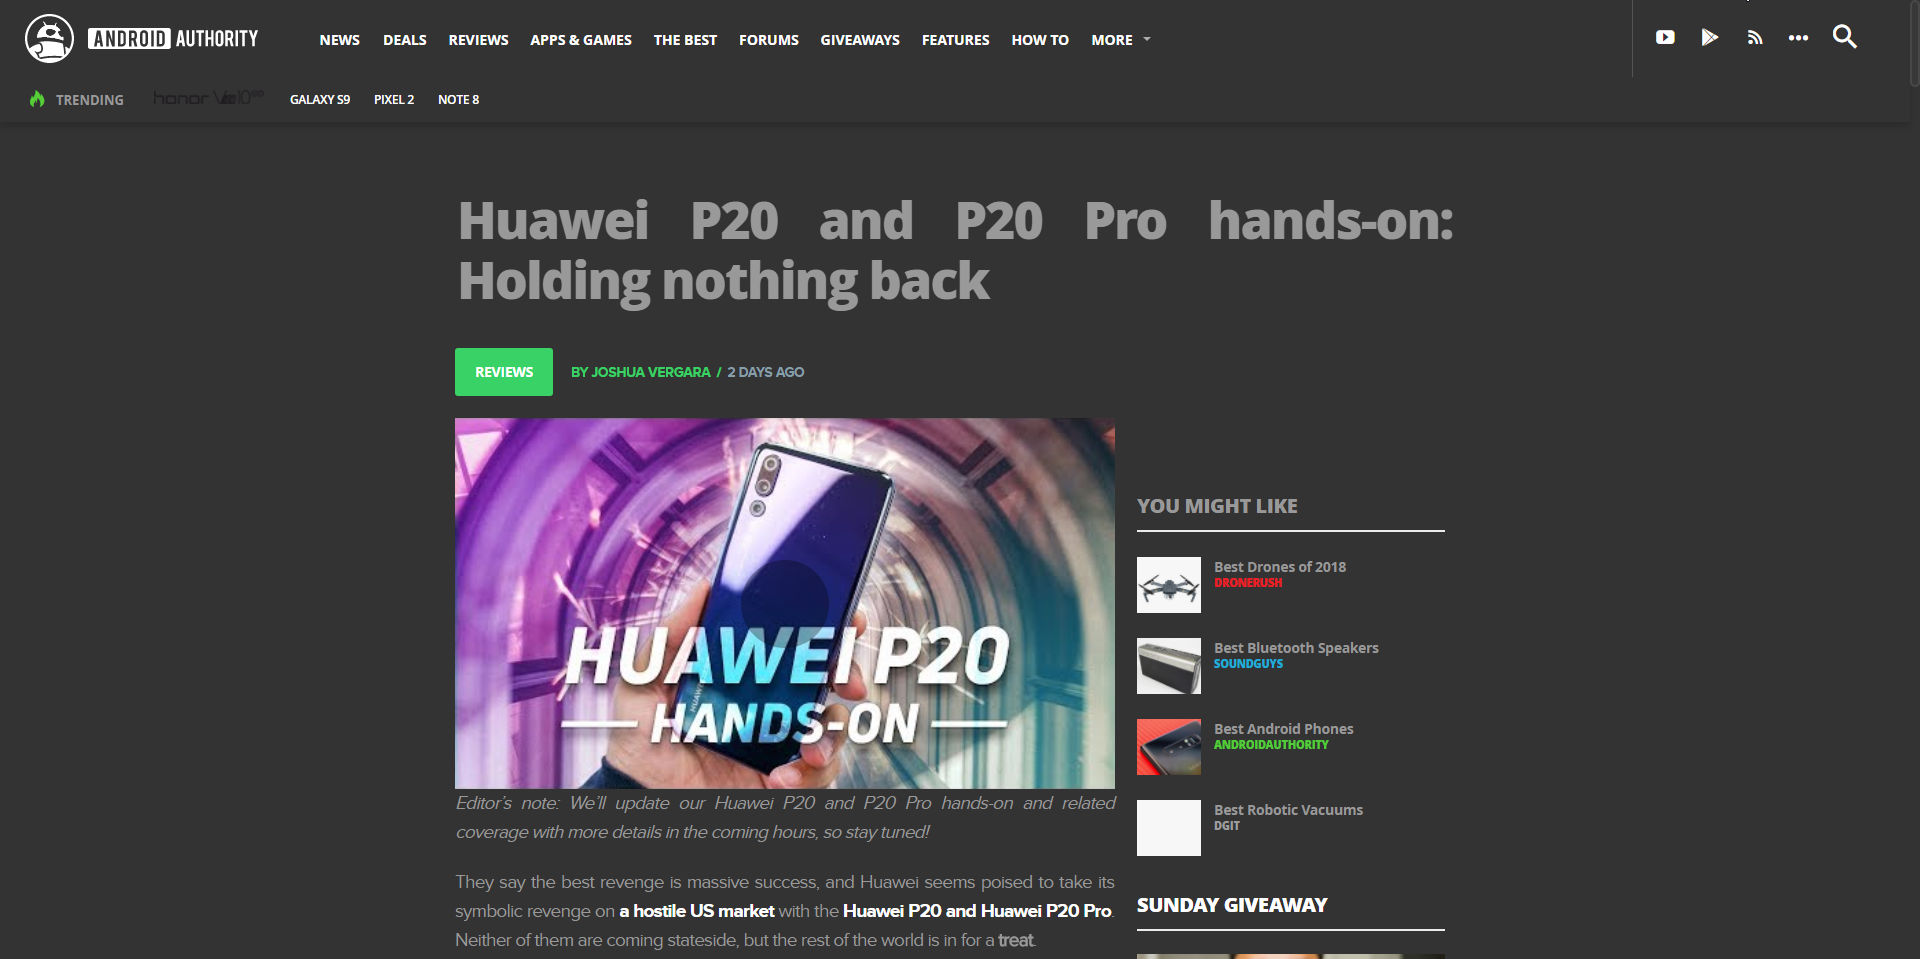 ANDROID AUTHORITY
NEWS DEALS REVIEWS APPS & GAMES THE BEST FORUMS GIVEAWAYS FEATURES HOW TO MORE
TRENDING honor GALAXY S9 PIXEL 2 NOTE 8
Huawei P20 and P20 Pro hands-on:
Holding nothing back
REVIEWS BY JOSHUA VERGARA / 2 DAYS AGO
HUAWEI P20
HANDS-ON
HUAWEI
Editor's note: We'll update our Huawei P20 and P20 Pro hands-on and related
coverage with more details in the coming hours, so stay tuned!
They say the best revenge is massive success, and Huawei seems poised to take its
symbolic revenge on a hostile US market with the Huawei P20 and Huawei P20 Pro.
Neither of them are coming stateside, but the rest of the world is in for a treat.
YOU MIGHT LIKE
Best Drones of 2018
DRONERUSH
Best Bluetooth Speakers
SOUNDGUYS
Best Android Phones
ANDROIDAUTHORITY
Best Robotic Vacuums
DGIT
SUNDAY GIVEAWAY